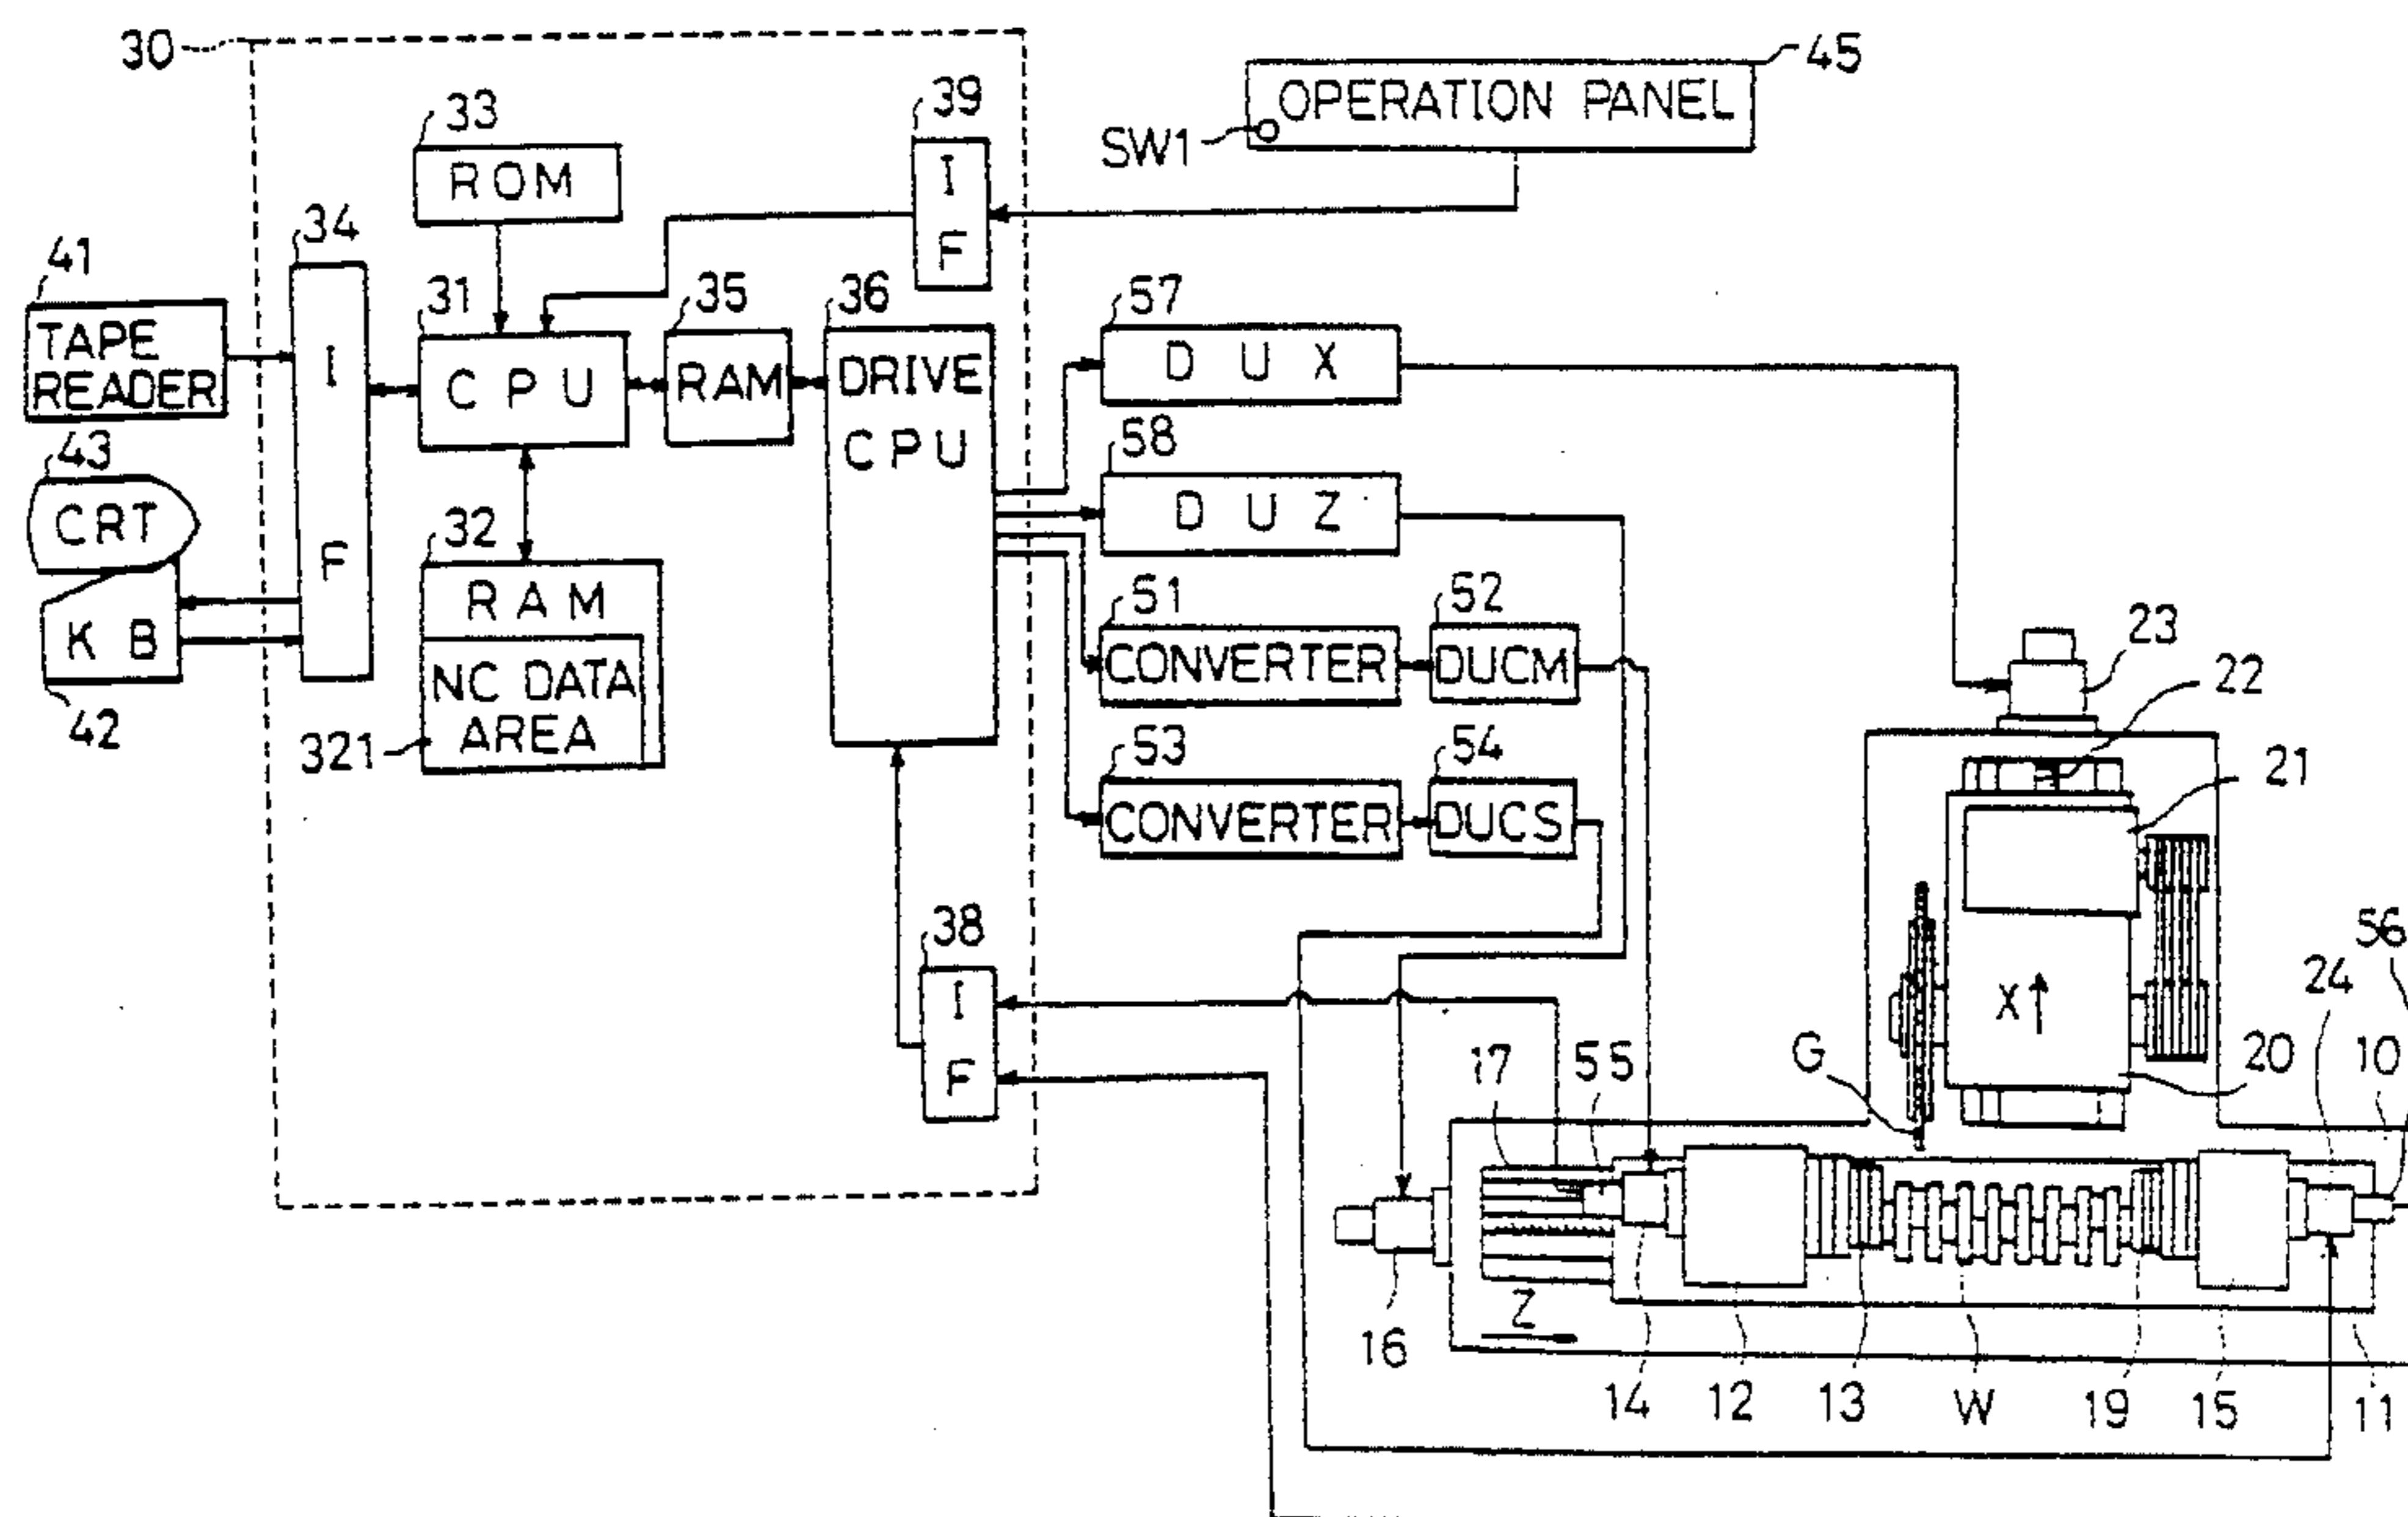 30
45
OPERATION PANEL
SW1
39
I
F
33
ROM
34
I
F
41
TAPE
READER
31
CPU
35
RAM
36
DRIVE
CPU
57
DUX
43
CRT
58
DUZ
32
RAM
NC DATA
AREA
321
KB
42
51
CONVERTER
52
DUCM
53
CONVERTER
54
DUCS
23
22
21
38
I
F
56
24
X
G
20
10
17
55
Z
16
14
12
13
W
19
15
11